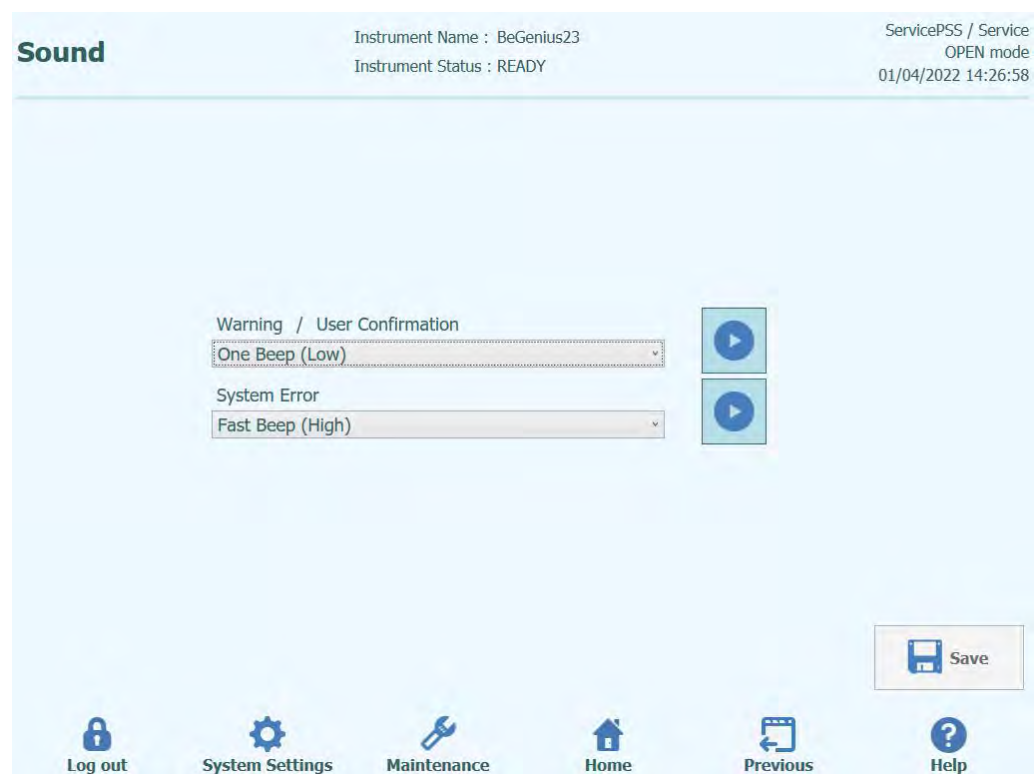 Sound
Instrument Name : BeGenius23
Instrument Status : READY
ServicePSS / Service
OPEN mode
01/04/2022 14:26:58
Warning / User Confirmation
One Beep (Low)
System Error
Fast Beep (High)
Save
Log out
System Settings
Maintenance
Home
Previous
Help